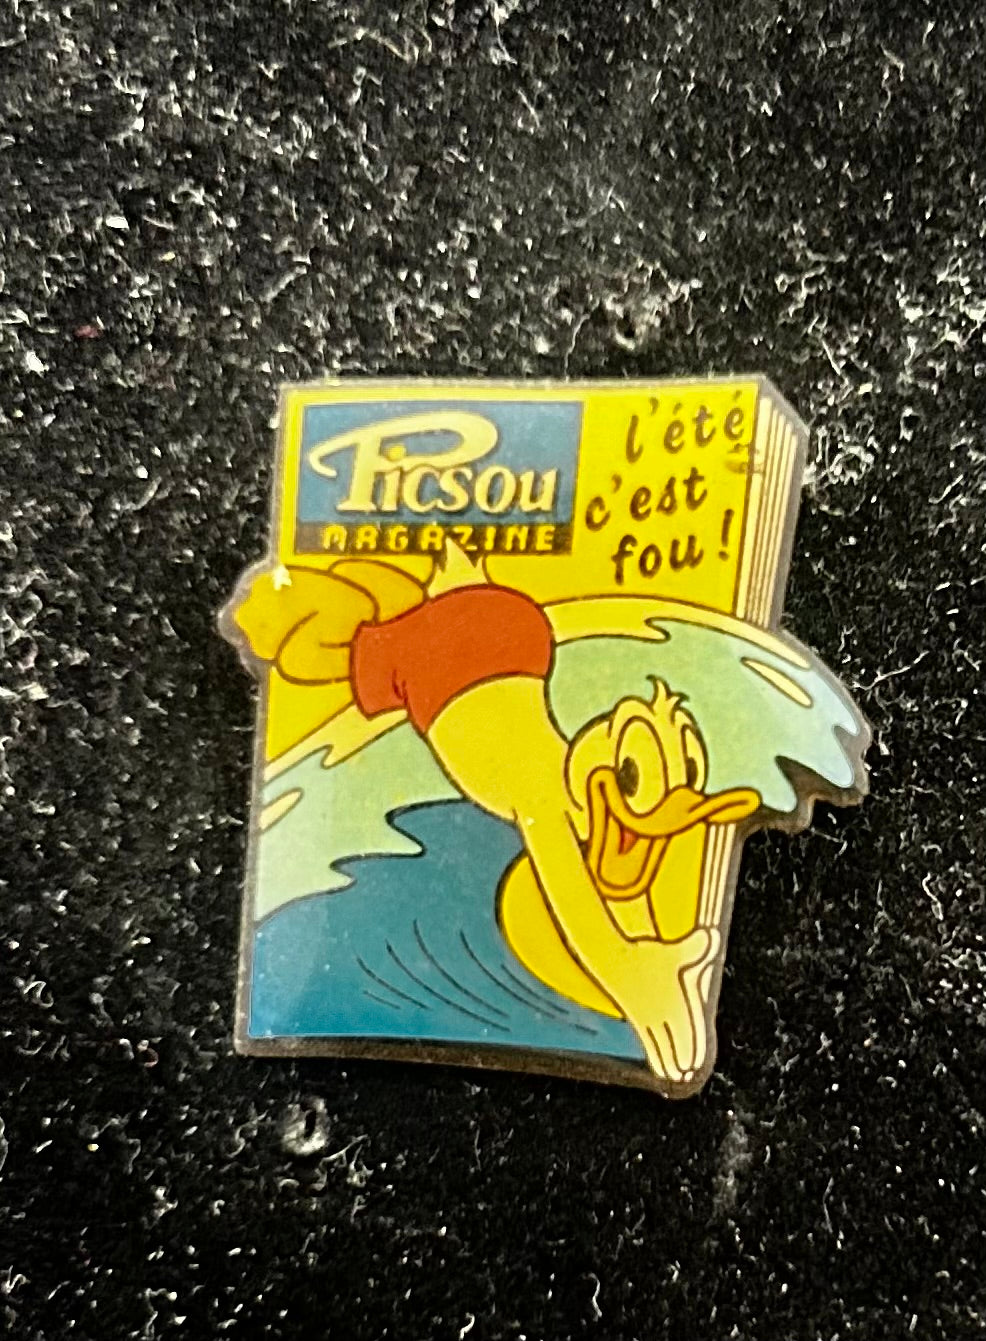 Picsou
MAGAZINE
l'été
c'est
fou !